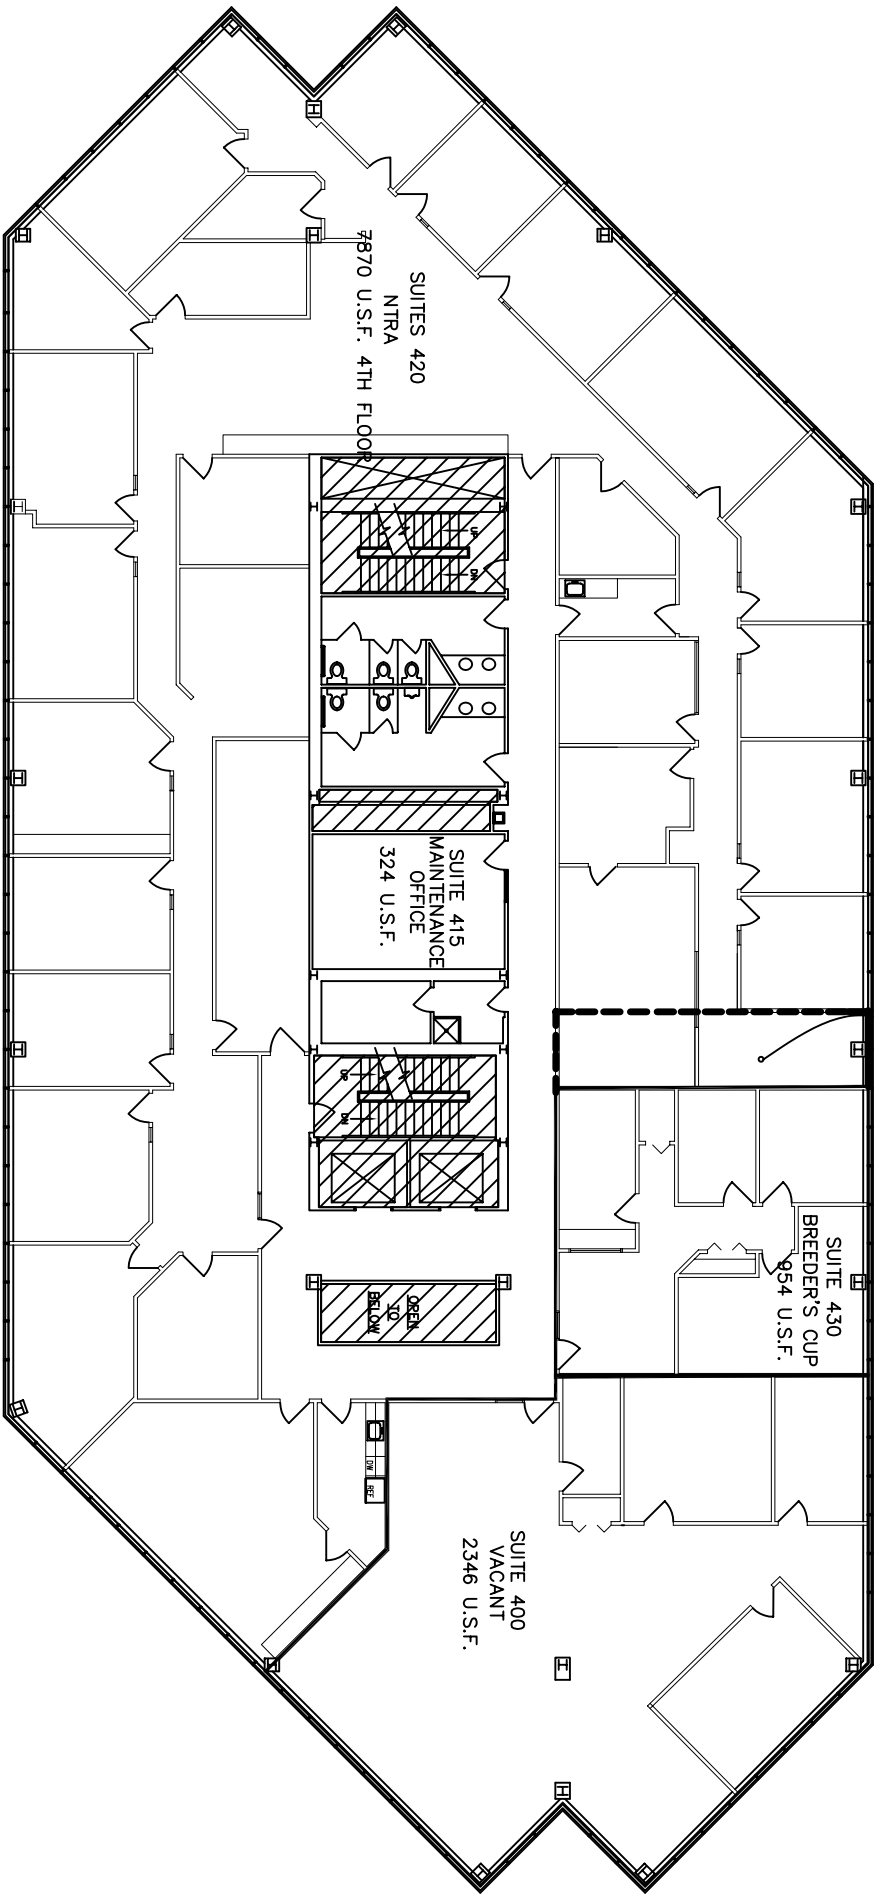 SUITES 420
NTRA
7870 U.S.F. 4TH FLOOR
UP
DN
SUITE 415
MAINTENANCE
OFFICE
324 U.S.F.
UP
DN
OPEN
TO
BELOW
SUITE 430
BREEDER'S CUP
954 U.S.F.
DW
REF
SUITE 400
VACANT
2346 U.S.F.